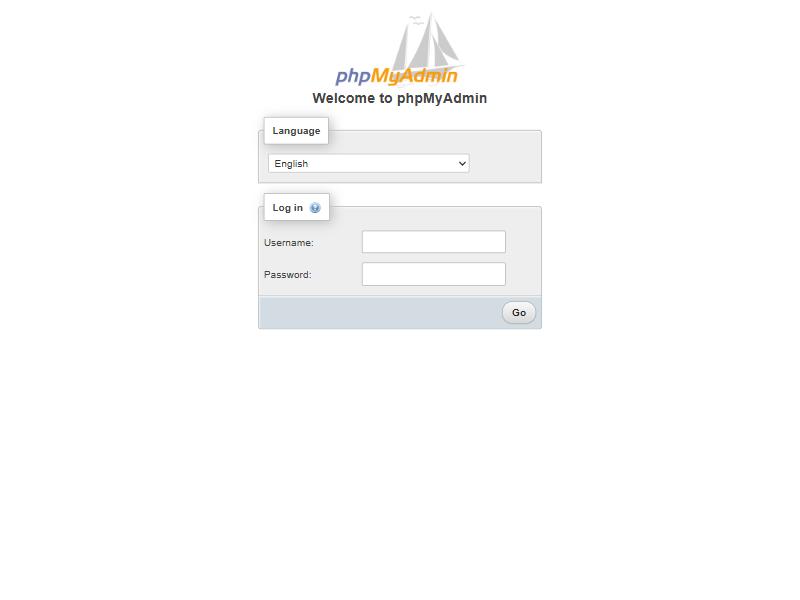 phpMyAdmin
Welcome to phpMyAdmin
Language
English
Log in
Username:
Password:
Go